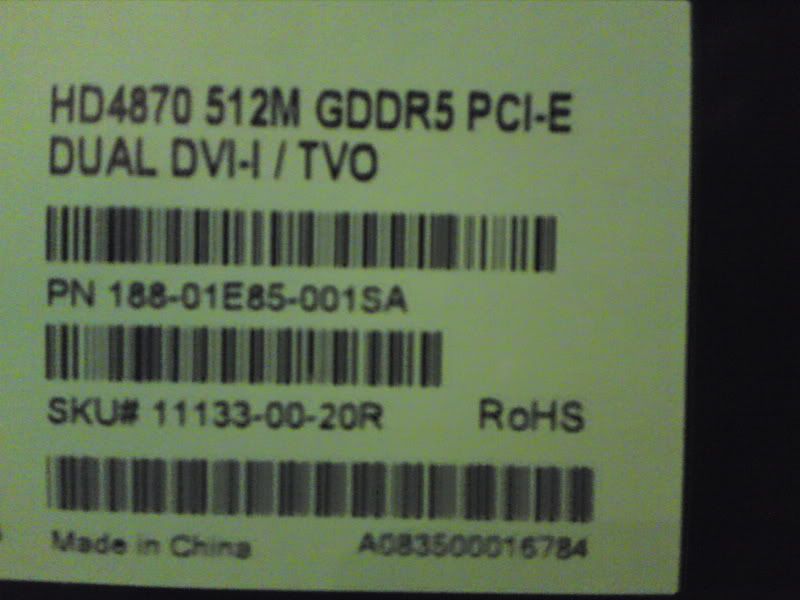 HD4870 512M GDDR5 PCI-E
DUAL DVI-I / TVO
PN 188-01E85-001SA
SKU# 11133-00-20R RoHS
Made in China A083500016784